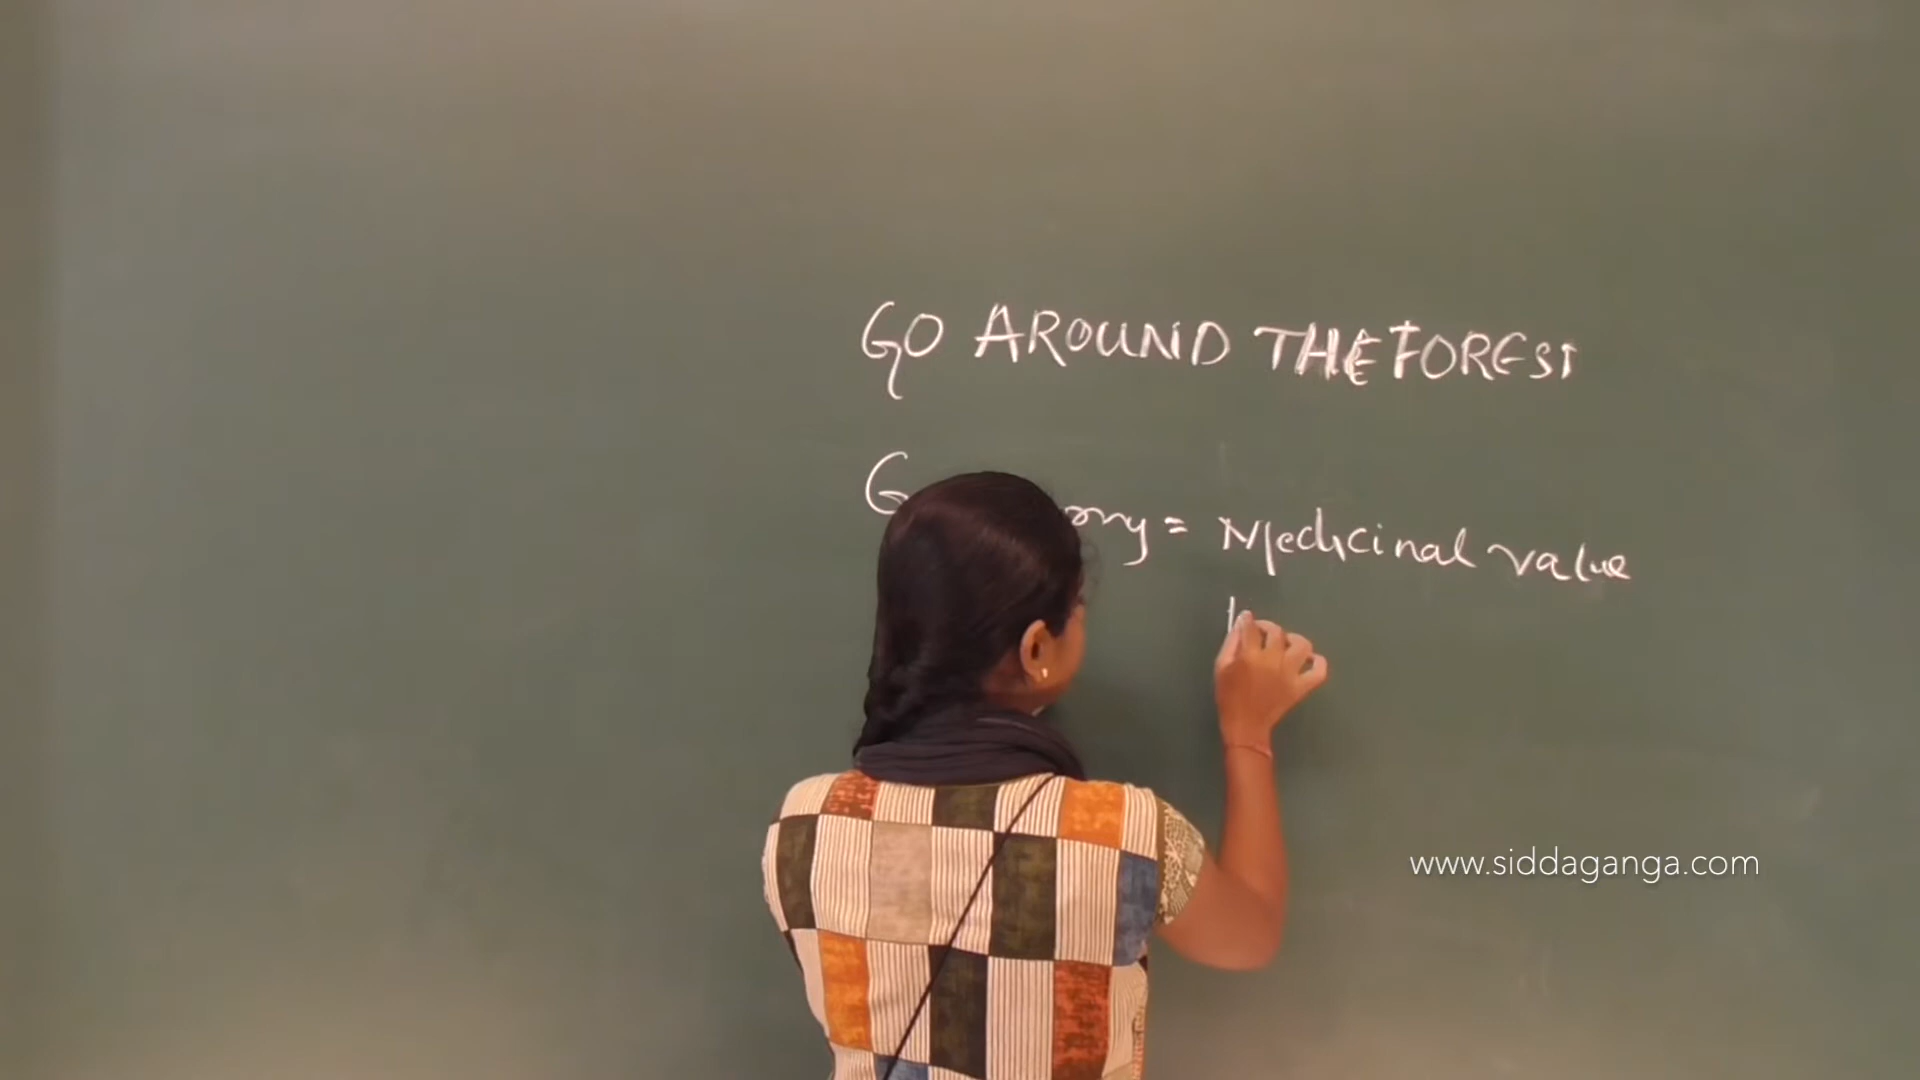 GO AROUND THE FOREST
= Medicinal value
www.siddaganga.com